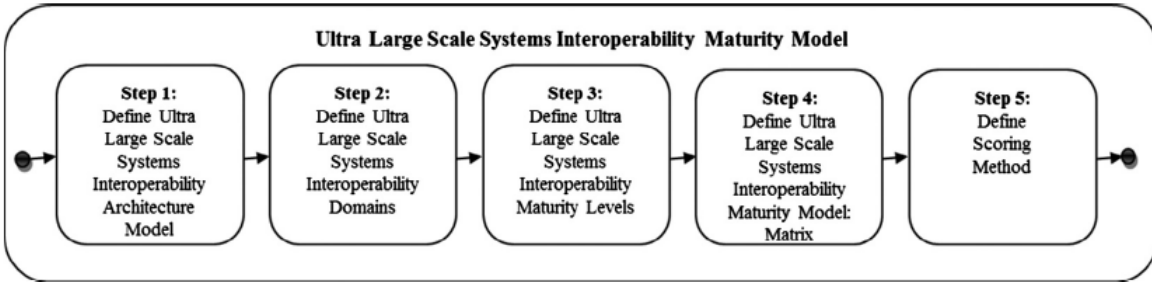 Ultra Large Scale Systems Interoperability Maturity Model
Step 1:
Define Ultra
Large Scale
Systems
Interoperability
Architecture
Model
Step 2:
Define Ultra
Large Scale
Systems
Interoperability
Domains
Step 3:
Define Ultra
Large Scale
Systems
Interoperability
Maturity Levels
Step 4:
Define Ultra
Large Scale
Systems
Interoperability
Maturity Model:
Matrix
Step 5:
Define
Scoring
Method